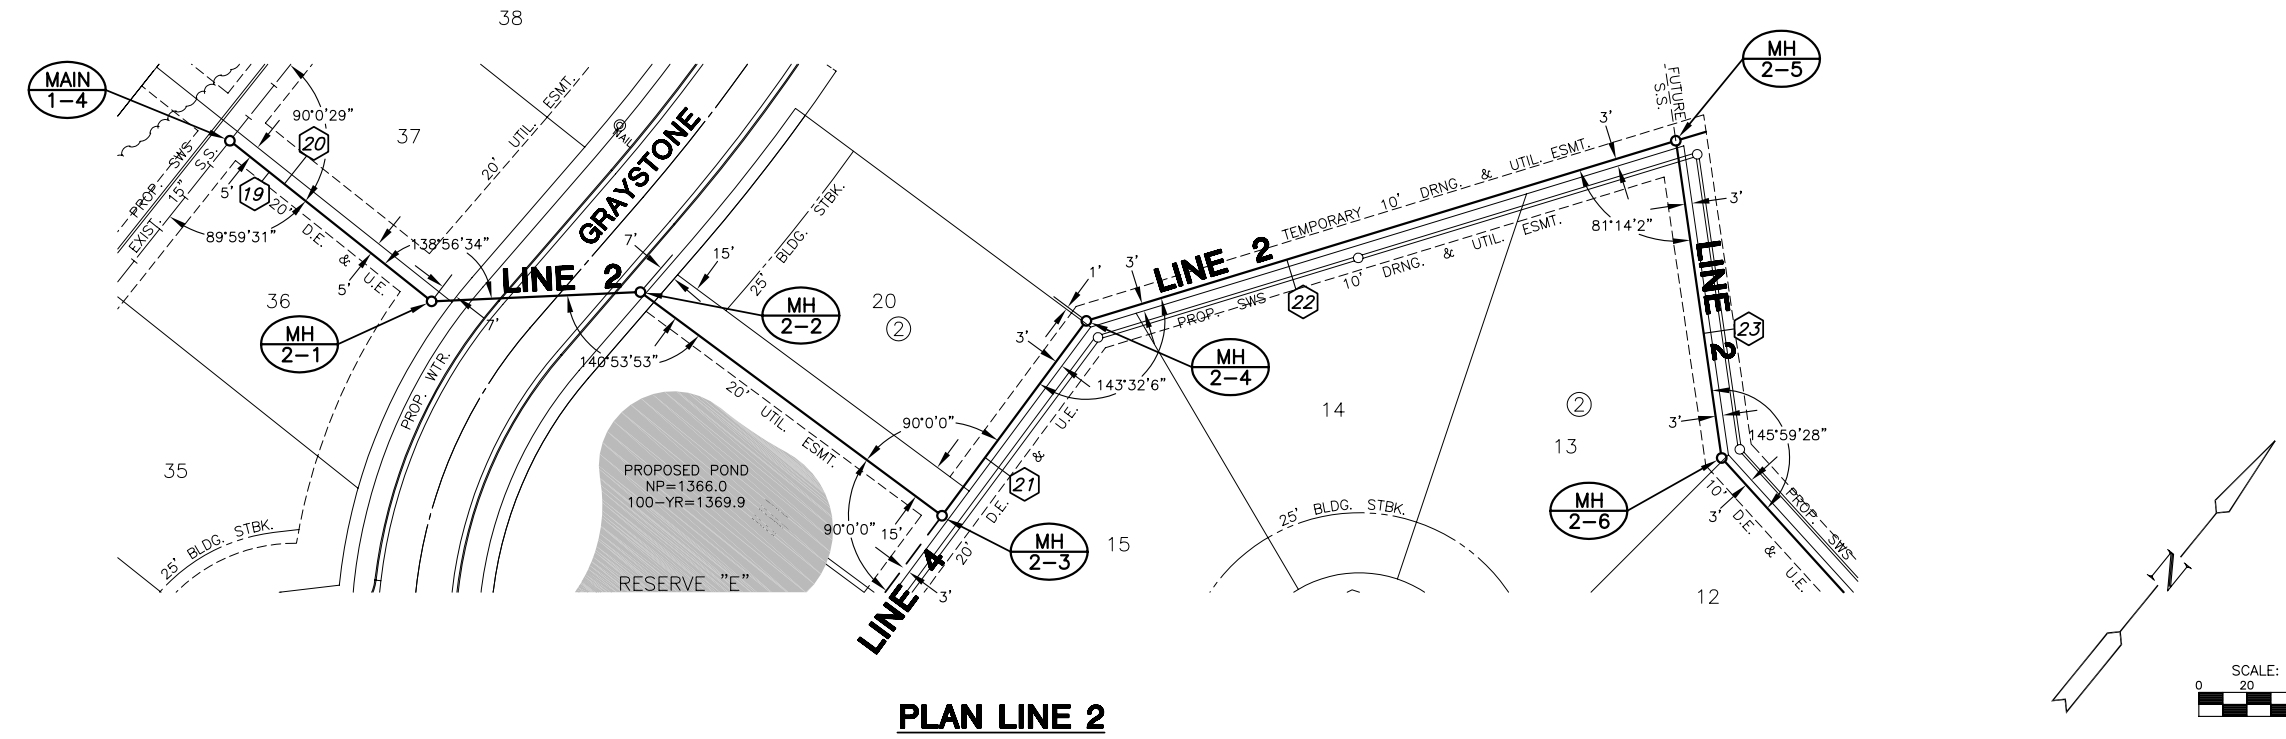 38
MAIN
1-4
90°0'29"
20
37
20' UTIL. ESMT.
NAIL
GRAYSTONE
PROP. SWS
EXIST. 15" S.S.
5'
19
20'
D.E. & U.E.
89°59'31"
5'
138°56'34"
36
7'
MH
2-1
LINE 2
7'
15'
25' BLDG. STBK.
MH
2-2
20
2
140°53'53"
PROP. WTR.
20' UTIL. ESMT.
90°0'0"
PROPOSED POND
NP=1366.0
100-YR=1369.9
RESERVE "E"
35
25' BLDG. STBK.
90°0'0"
15'
LINE 4
3'
20' D.E. & U.E.
MH
2-3
15
21
3'
1'
3'
LINE 2
TEMPORARY 10' DRNG. & UTIL. ESMT.
3'
PROP. SWS
10' DRNG. & UTIL. ESMT.
22
MH
2-4
143°32'6"
14
25' BLDG. STBK.
FUTURE
S.S.
MH
2-5
81°14'2"
3'
LINE 2
23
2
13
3'
145°59'28"
MH
2-6
10'
D.E. & U.E.
3'
PROP. SWS
12
N
SCALE:
0 20
PLAN LINE 2